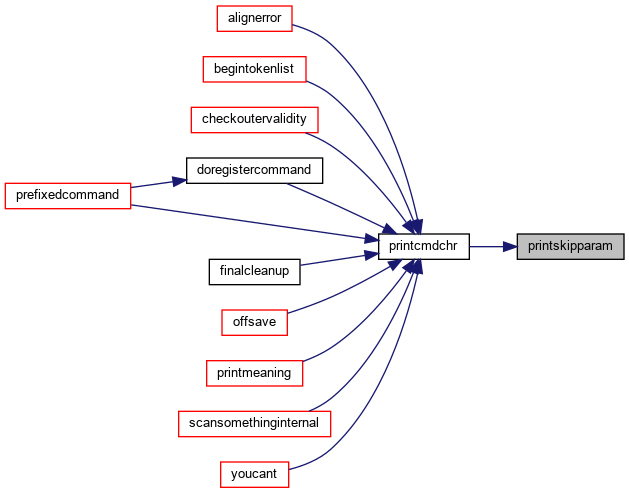 alignerror
begintokenlist
checkoutervalidity
doregistercommand
prefixedcommand
printcmdchr
printskipparam
finalcleanup
offsave
printmeaning
scansomethinginternal
youcant